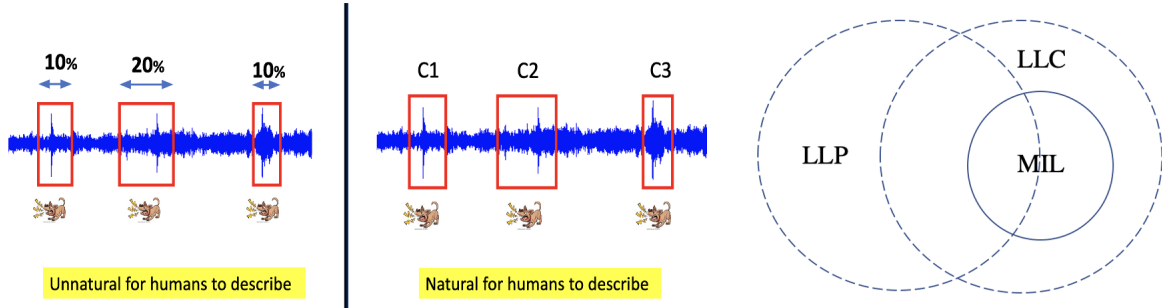 10% 20% 10%
Unnatural for humans to describe
C1 C2 C3
Natural for humans to describe
LLC
LLP MIL